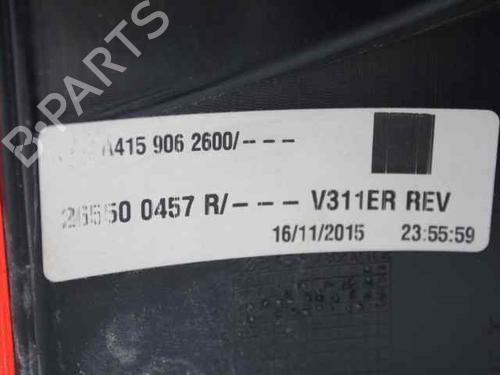 A415 906 2600/---
26550 0457 R/--- V311ER REV
16/11/2015 23:55:59
B-PARTS